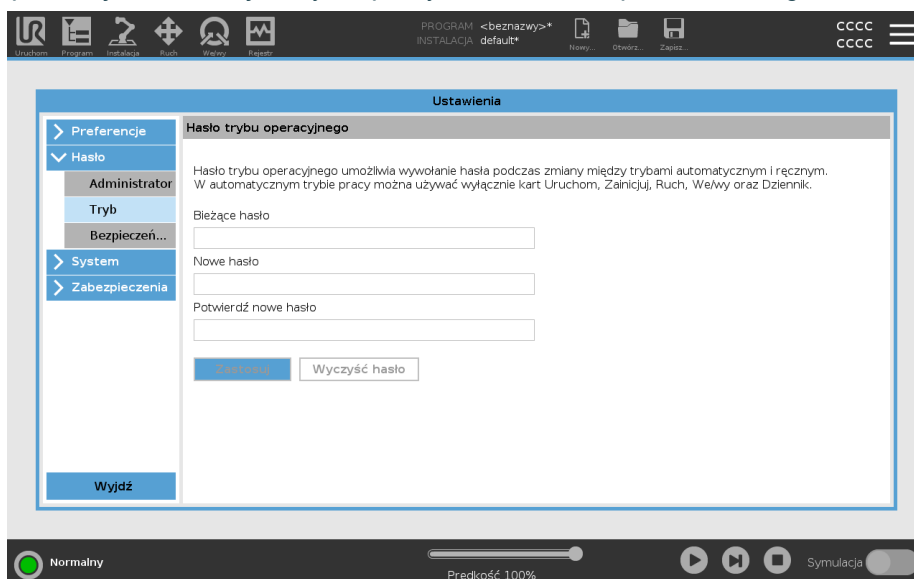 PROGRAM <beznazwy>*
INSTALACJA default*
UR
Uruchom
Program
Instalacja
Ruch
We/wy
Rejestr
Nowy...
Otwórz...
Zapisz...
cccc
cccc
Ustawienia
Preferencje
Hasło
Administrator
Tryb
Bezpieczeń...
System
Zabezpieczenia
Wyjdź
Hasło trybu operacyjnego
Hasło trybu operacyjnego umożliwia wywołanie hasła podczas zmiany między trybami automatycznym i ręcznym.
W automatycznym trybie pracy można używać wyłącznie kart Uruchom, Zainicjuj, Ruch, We/wy oraz Dziennik.
Bieżące hasło
Nowe hasło
Potwierdź nowe hasło
Zastosuj
Wyczyść hasło
Normalny
Prędkość 100%
Symulacja